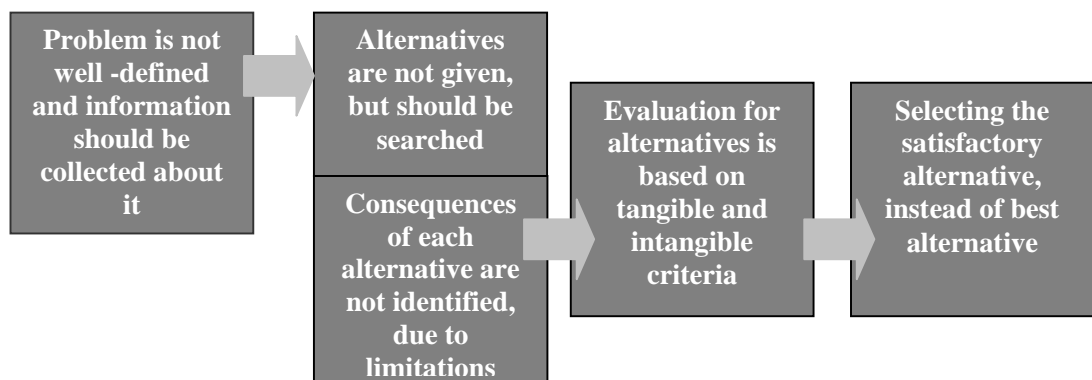 Problem is not
well -defined
and information
should be
collected about
it
Alternatives
are not given,
but should be
searched
Consequences
of each
alternative are
not identified,
due to
limitations
Evaluation for
alternatives is
based on
tangible and
intangible
criteria
Selecting the
satisfactory
alternative,
instead of best
alternative